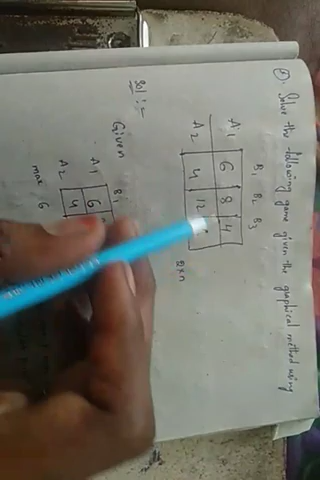 Solve the following game given the graphical method using
B₁ B₂ B₃
A₁ 6 8 4
A₂ 4 12
2xn
Sol :-
Given
B₁
A₁ 6
A₂ 4
max 6